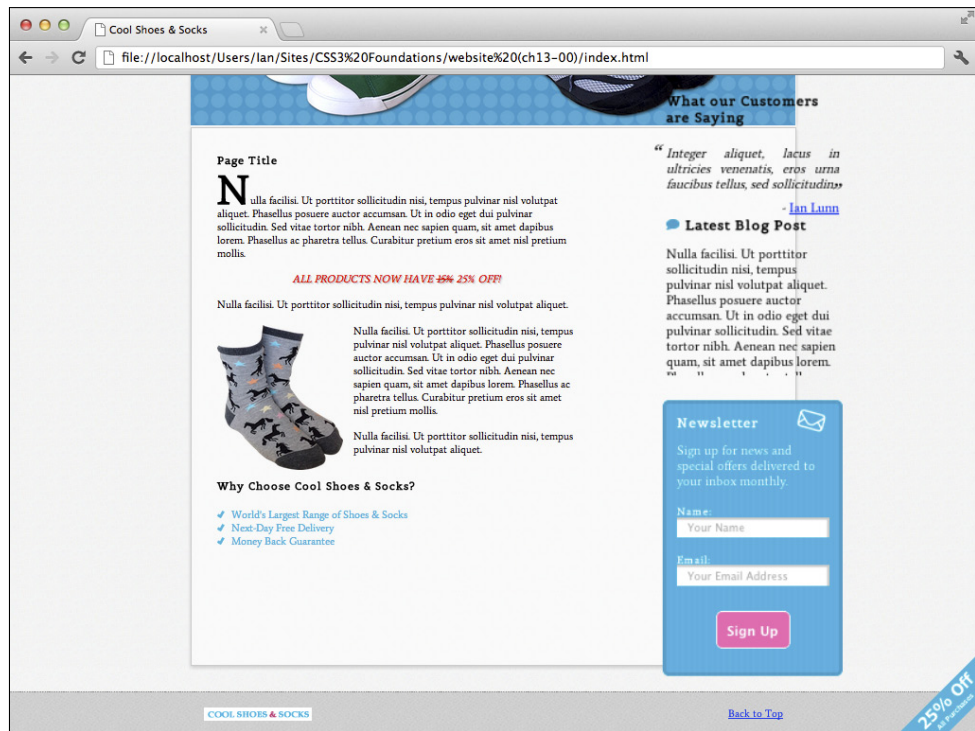 Cool Shoes & Socks
file://localhost/Users/Ian/Sites/CSS3%20Foundations/website%20(ch13-00)/index.html
Page Title
Nulla facilisi. Ut porttitor sollicitudin nisi, tempus pulvinar nisl volutpat
aliquet. Phasellus posuere auctor accumsan. Ut in odio eget dui pulvinar
sollicitudin. Sed vitae tortor nibh. Aenean nec sapien quam, sit amet dapibus
lorem. Phasellus ac pharetra tellus. Curabitur pretium eros sit amet nisl pretium
mollis.
ALL PRODUCTS NOW HAVE 15% 25% OFF!
Nulla facilisi. Ut porttitor sollicitudin nisi, tempus pulvinar nisl volutpat aliquet.
Nulla facilisi. Ut porttitor sollicitudin nisi, tempus
pulvinar nisl volutpat aliquet. Phasellus posuere
auctor accumsan. Ut in odio eget dui pulvinar
sollicitudin. Sed vitae tortor nibh. Aenean nec
sapien quam, sit amet dapibus lorem. Phasellus ac
pharetra tellus. Curabitur pretium eros sit amet
nisl pretium mollis.
Nulla facilisi. Ut porttitor sollicitudin nisi, tempus
pulvinar nisl volutpat aliquet.
Why Choose Cool Shoes & Socks?
World's Largest Range of Shoes & Socks
Next-Day Free Delivery
Money Back Guarantee
What our Customers
are Saying
“ Integer aliquet, lacus in
ultricies venenatis, eros urna
faucibus tellus, sed sollicitudin”
- Ian Lunn
Latest Blog Post
Nulla facilisi. Ut porttitor
sollicitudin nisi, tempus
pulvinar nisl volutpat aliquet.
Phasellus posuere auctor
accumsan. Ut in odio eget dui
pulvinar sollicitudin. Sed vitae
tortor nibh. Aenean nec sapien
quam, sit amet dapibus lorem.
Newsletter
Sign up for news and
special offers delivered to
your inbox monthly.
Name:
Your Name
Email:
Your Email Address
Sign Up
COOL SHOES & SOCKS
Back to Top
25% Off
All Purchases